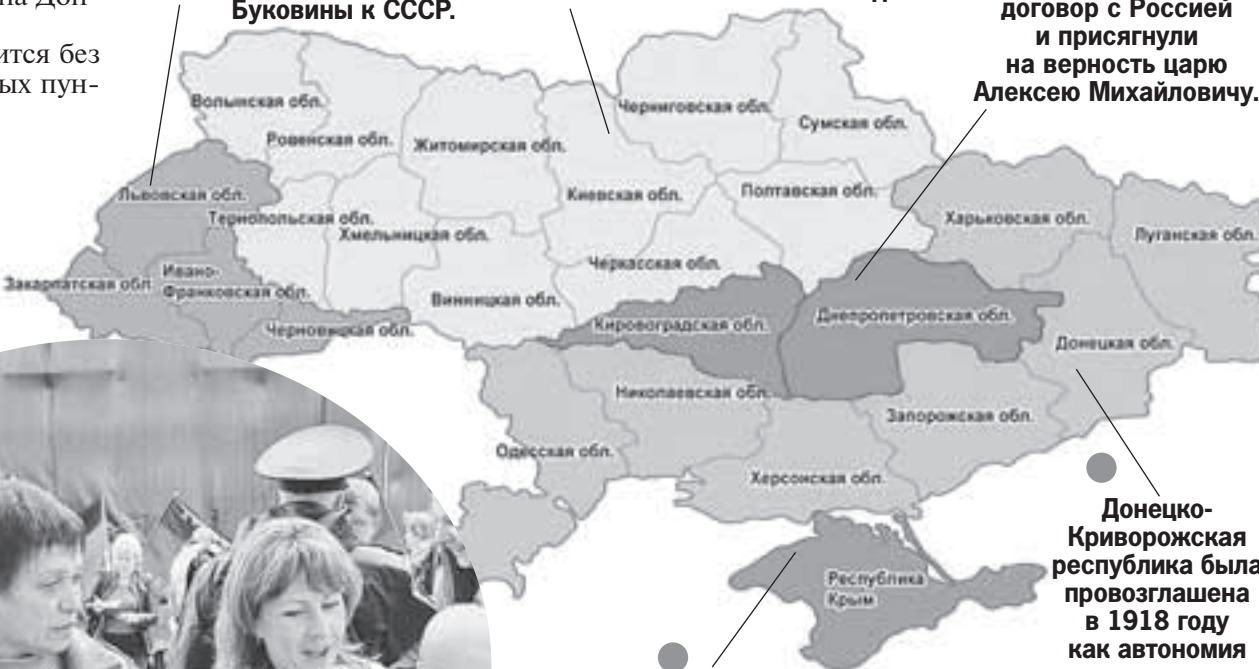 на Дон-
ится без
ых пун-
Буковины к СССР.
договор с Россией
и присягнули
на верность царю
Алексею Михайловичу.
Волынская обл.
Ровенская обл.
Житомирская обл.
Черниговская обл.
Сумская обл.
Львовская обл.
Тернопольская обл.
Хмельницкая обл.
Киевская обл.
Полтавская обл.
Харьковская обл.
Луганская обл.
Закарпатская обл.
Ивано-
Франковская обл.
Черновицкая обл.
Винницкая обл.
Черкасская обл.
Кировоградская обл.
Днепропетровская обл.
Донецкая обл.
Одесская обл.
Николаевская обл.
Запорожская обл.
Херсонская обл.
Республика
Крым
Донецко-
Криворожская
республика была
провозглашена
в 1918 году
как автономия